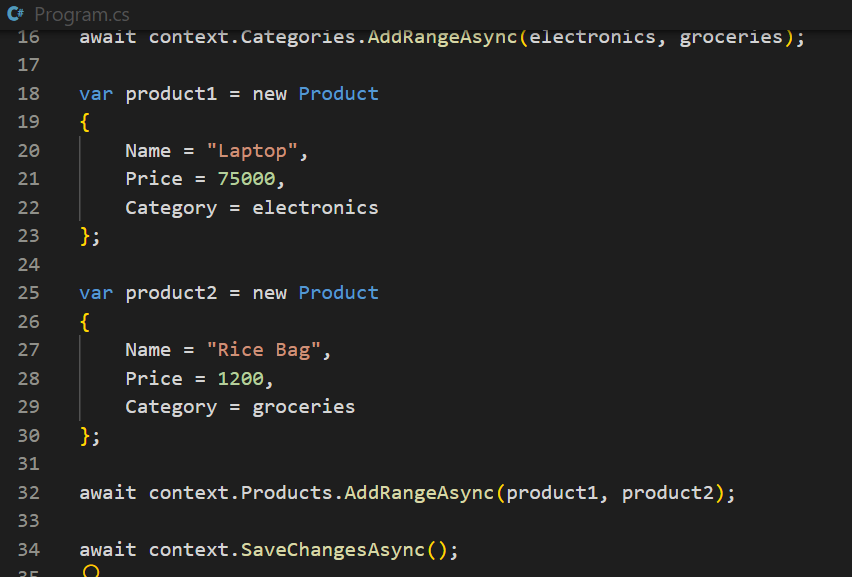 C# Program.cs
16 await context.Categories.AddRangeAsync(electronics, groceries);
17
18 var product1 = new Product
19 {
20     Name = "Laptop",
21     Price = 75000,
22     Category = electronics
23 };
24
25 var product2 = new Product
26 {
27     Name = "Rice Bag",
28     Price = 1200,
29     Category = groceries
30 };
31
32 await context.Products.AddRangeAsync(product1, product2);
33
34 await context.SaveChangesAsync();
35